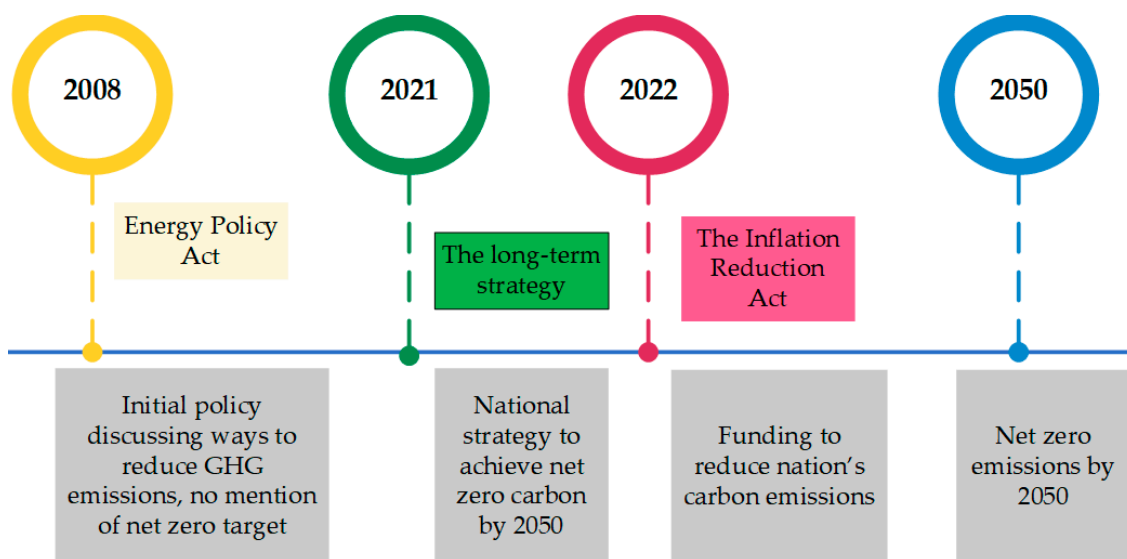 2008
2021
2022
2050
Energy Policy
Act
The long-term
strategy
The Inflation
Reduction
Act
Initial policy
discussing ways to
reduce GHG
emissions, no mention
of net zero target
National
strategy to
achieve net
zero carbon
by 2050
Funding to
reduce nation’s
carbon emissions
Net zero
emissions by
2050